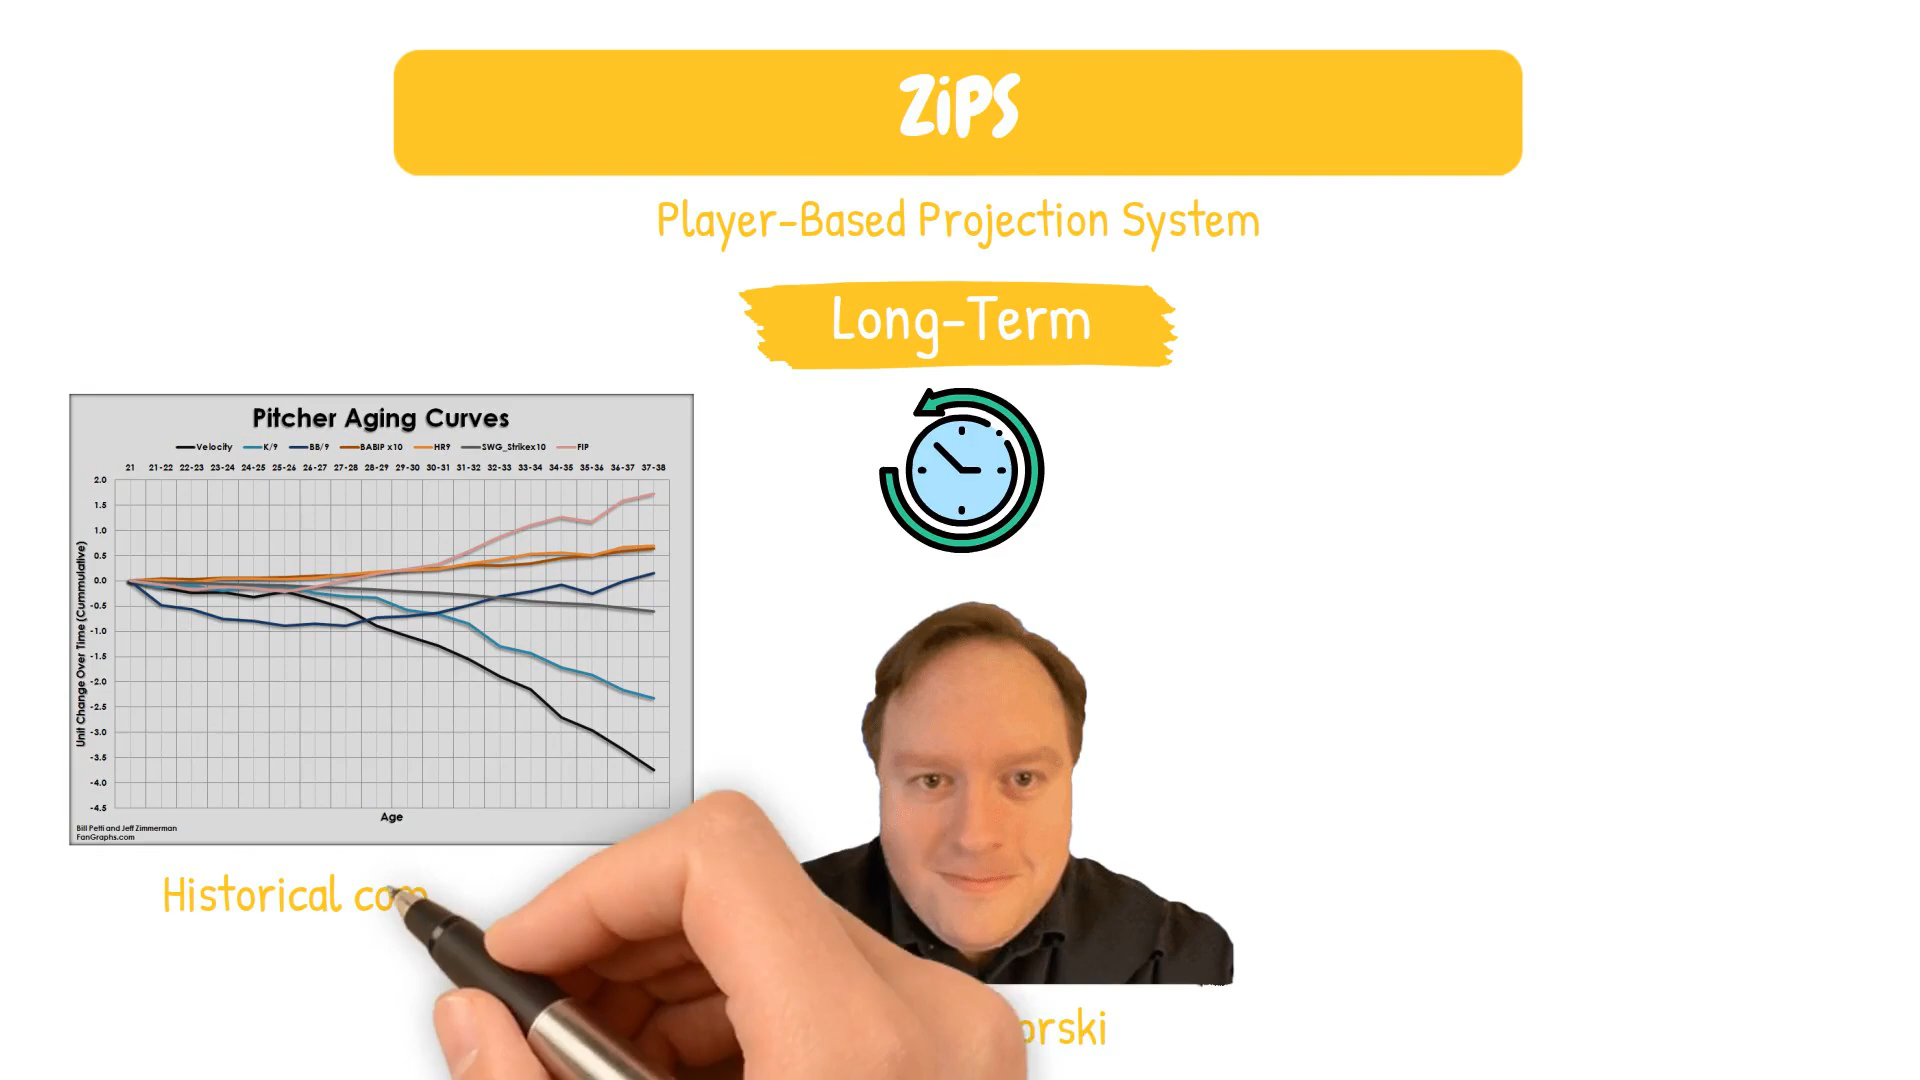 ZiPS
Player-Based Projection System
Long-Term
Pitcher Aging Curves
Velocity K/9 BB/9 BABIP x10 HR9 SWG_Strikex10 FIP
21 21-22 22-23 23-24 24-25 25-26 26-27 27-28 28-29 29-30 30-31 31-32 32-33 33-34 34-35 35-36 36-37 37-38
2.0
1.5
1.0
0.5
0.0
-0.5
-1.0
-1.5
-2.0
-2.5
-3.0
-3.5
-4.0
-4.5
Unit Change Over Time (Cummulative)
Age
Bill Petti and Jeff Zimmerman
FanGraphs.com
Historical com
orski